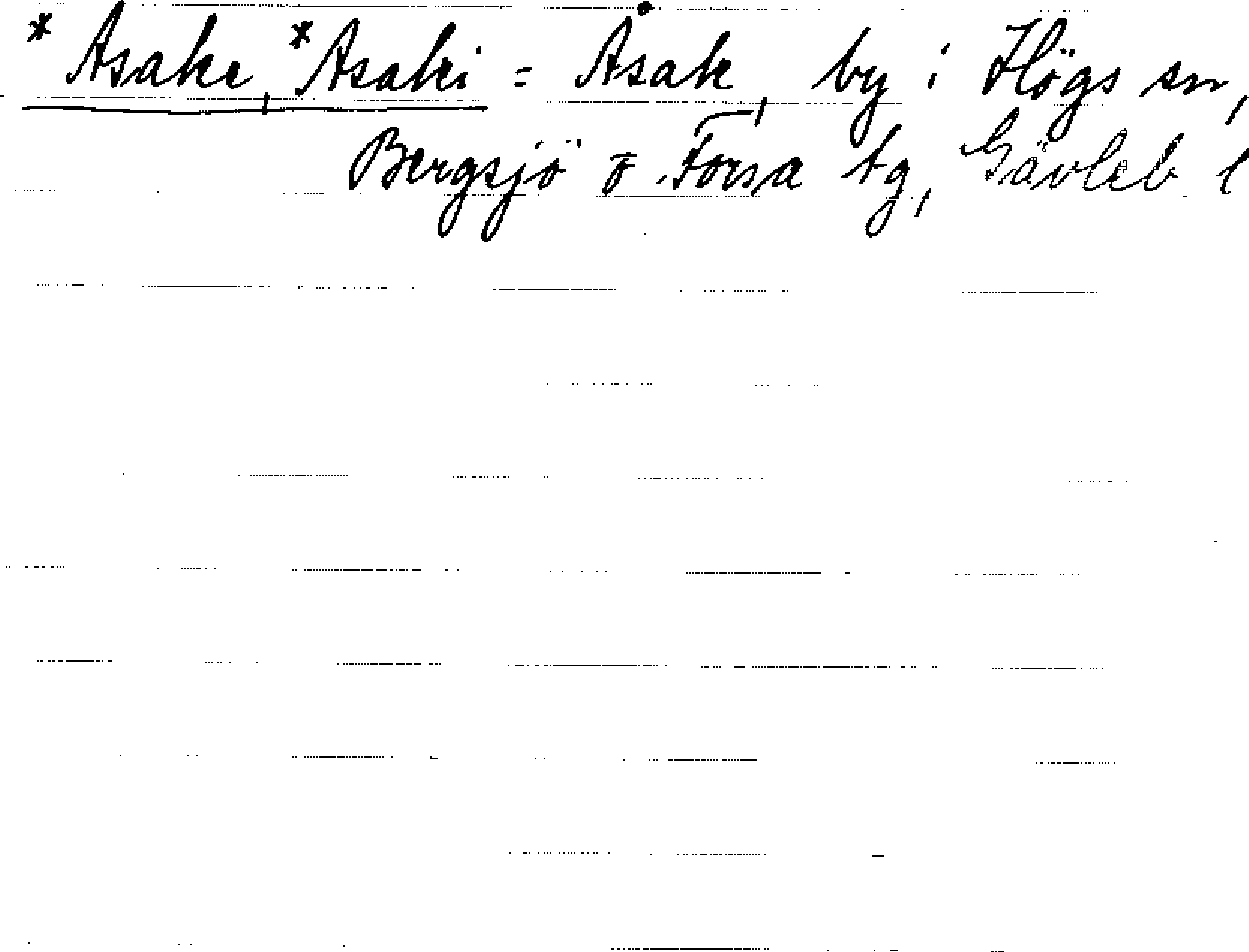 *Asake, *Asaki = Åsak, by i Högs sn,
Bergsjö o Forsa tg, Gävleb l